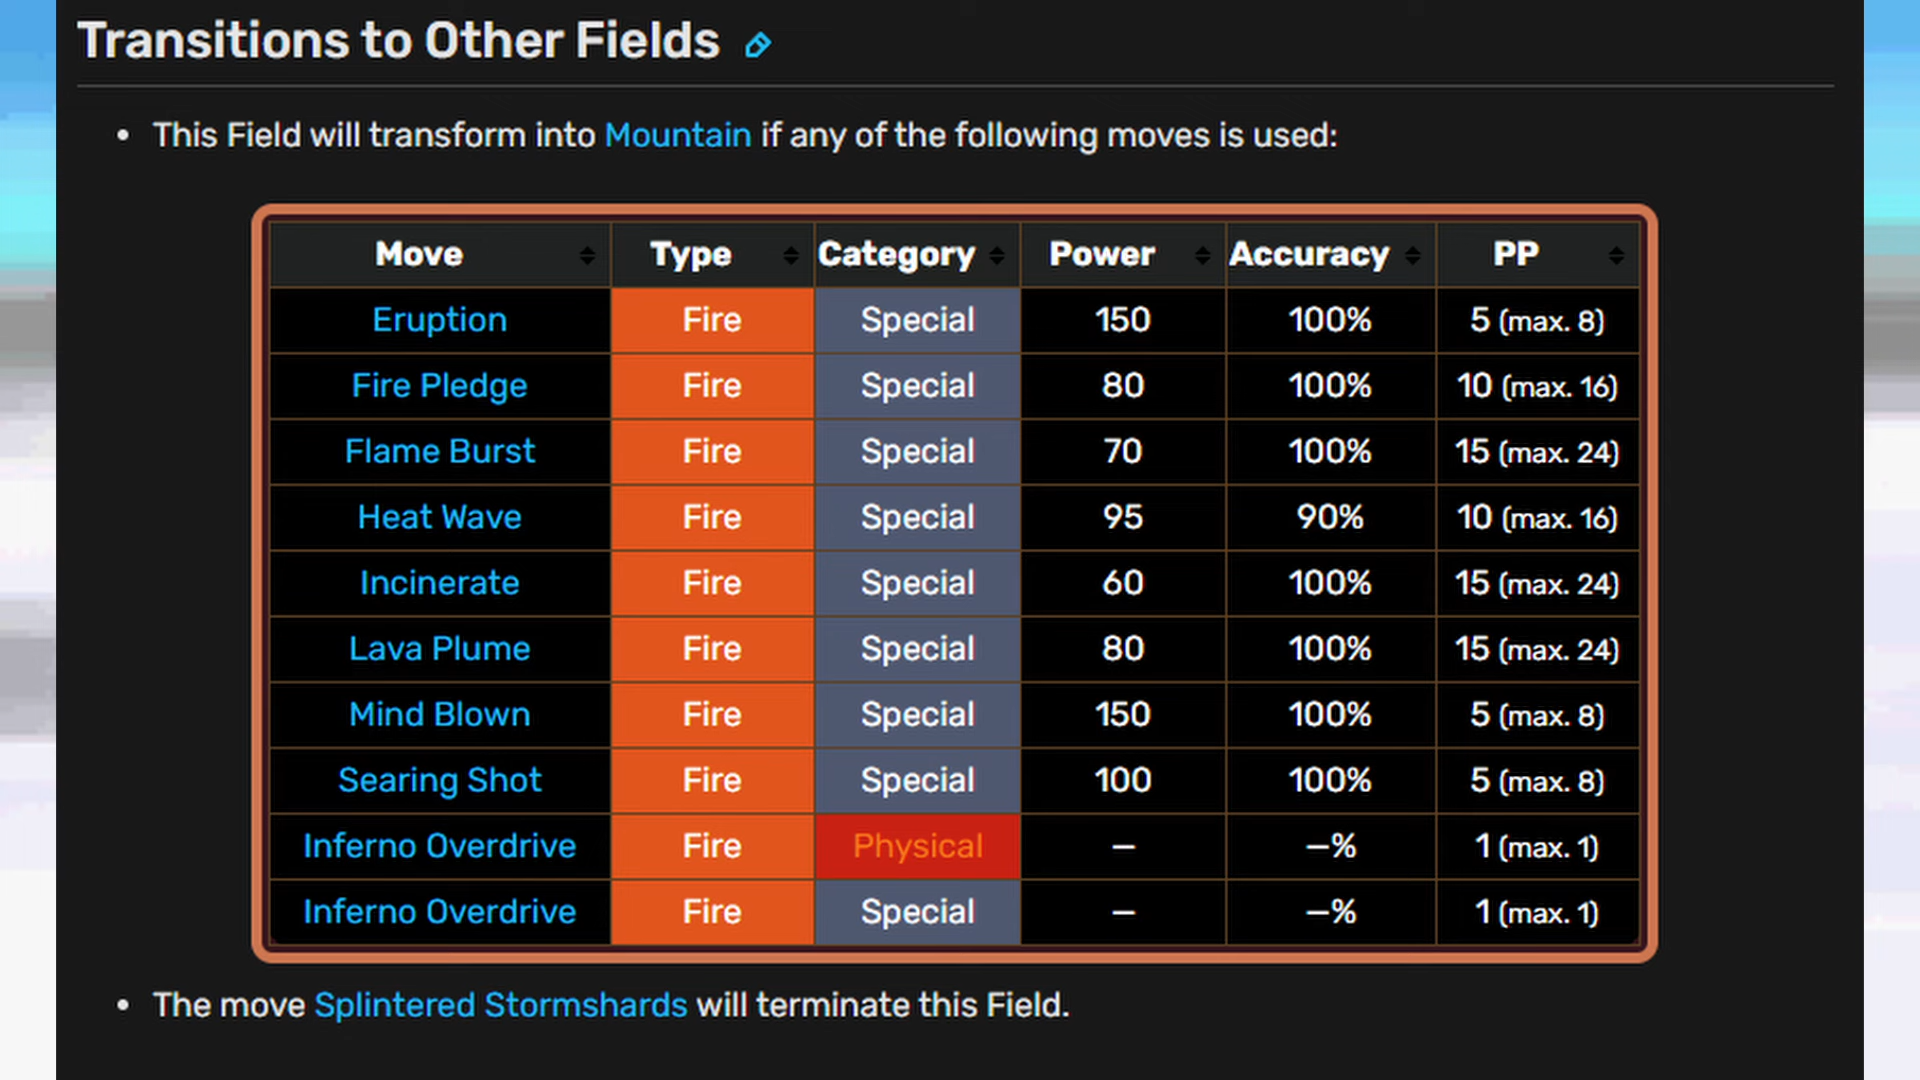 Transitions to Other Fields
• This Field will transform into Mountain if any of the following moves is used:
Move Type Category Power Accuracy PP
Eruption Fire Special 150 100% 5 (max. 8)
Fire Pledge Fire Special 80 100% 10 (max. 16)
Flame Burst Fire Special 70 100% 15 (max. 24)
Heat Wave Fire Special 95 90% 10 (max. 16)
Incinerate Fire Special 60 100% 15 (max. 24)
Lava Plume Fire Special 80 100% 15 (max. 24)
Mind Blown Fire Special 150 100% 5 (max. 8)
Searing Shot Fire Special 100 100% 5 (max. 8)
Inferno Overdrive Fire Physical — —% 1 (max. 1)
Inferno Overdrive Fire Special — —% 1 (max. 1)
• The move Splintered Stormshards will terminate this Field.